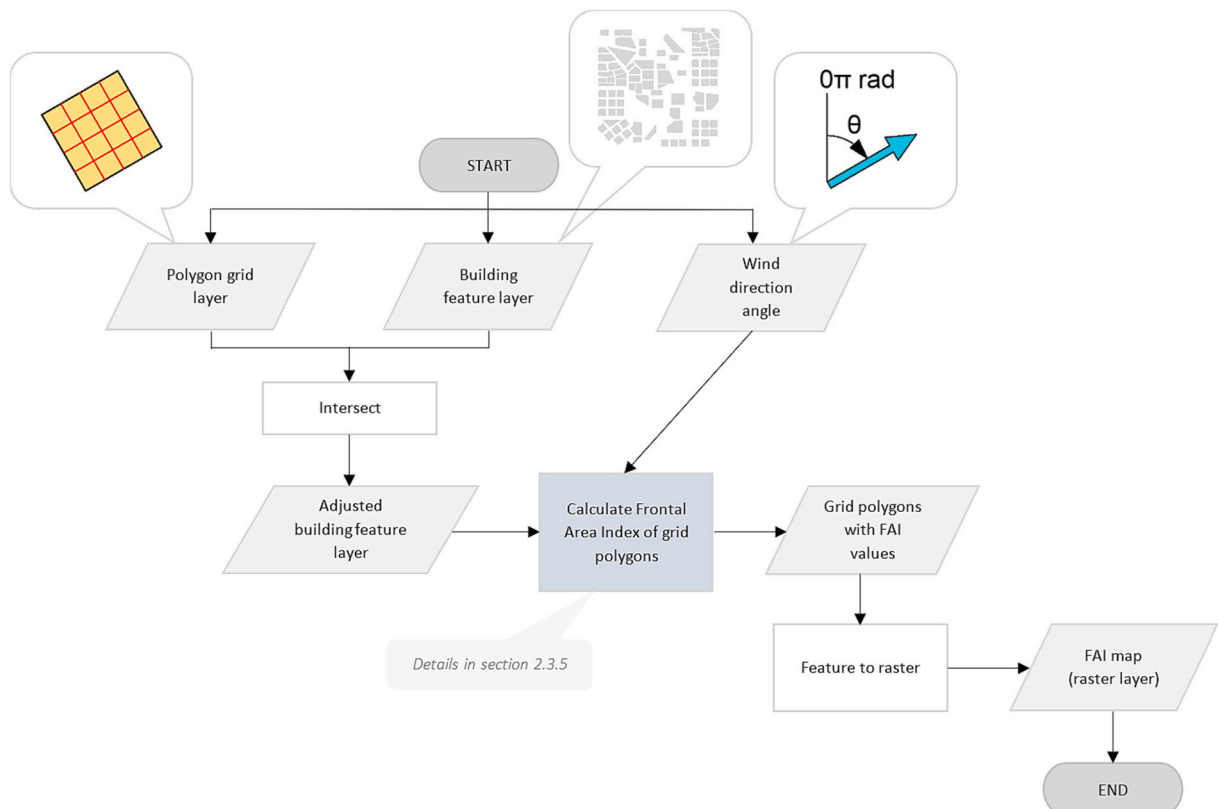 0π rad
θ
START
Polygon grid
layer
Building
feature layer
Wind
direction
angle
Intersect
Adjusted
building feature
layer
Calculate Frontal
Area Index of grid
polygons
Grid polygons
with FAI
values
Details in section 2.3.5
Feature to raster
FAI map
(raster layer)
END